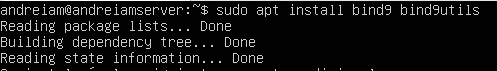 andreiam@andreiamserver:~$ sudo apt install bind9 bind9utils
Reading package lists... Done
Building dependency tree... Done
Reading state information... Done